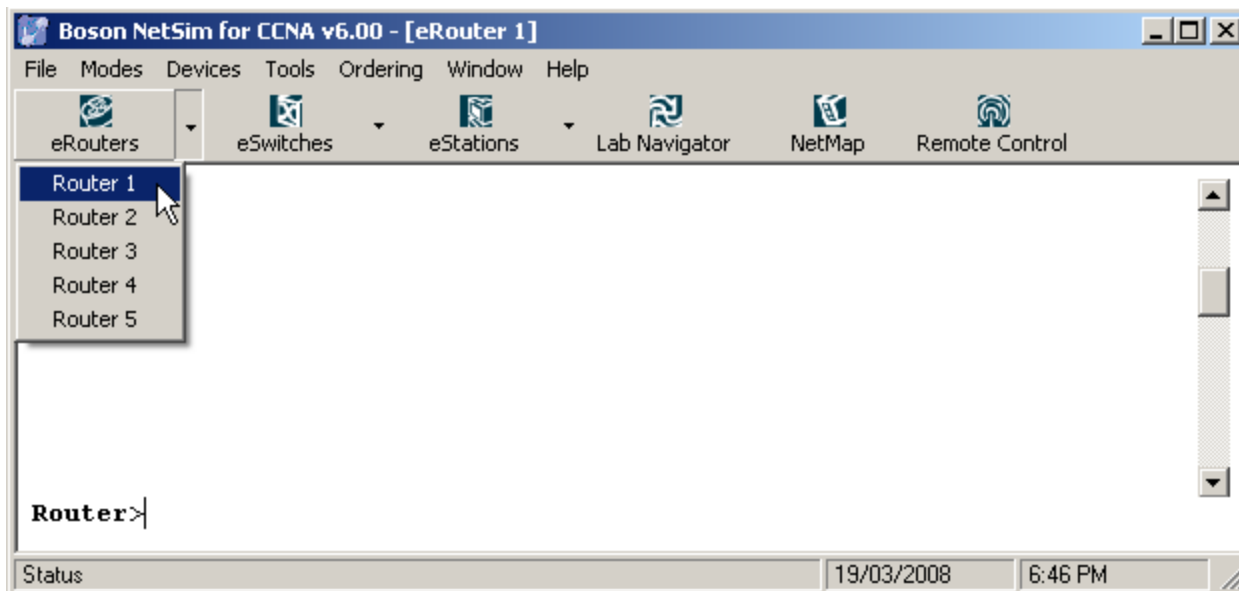 Boson NetSim for CCNA v6.00 - [eRouter 1]
File Modes Devices Tools Ordering Window Help
eRouters eSwitches eStations Lab Navigator NetMap Remote Control
Router 1
Router 2
Router 3
Router 4
Router 5
Router>
Status 19/03/2008 6:46 PM